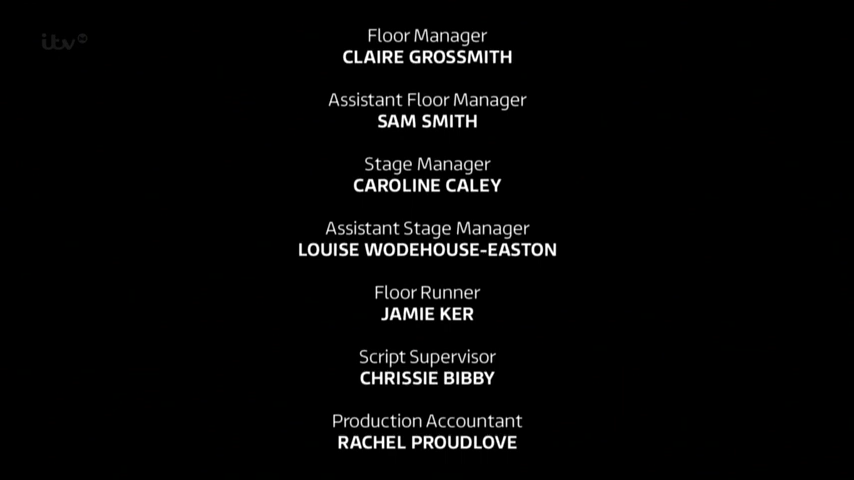 itv
Floor Manager
CLAIRE GROSSMITH
Assistant Floor Manager
SAM SMITH
Stage Manager
CAROLINE CALEY
Assistant Stage Manager
LOUISE WODEHOUSE-EASTON
Floor Runner
JAMIE KER
Script Supervisor
CHRISSIE BIBBY
Production Accountant
RACHEL PROUDLOVE